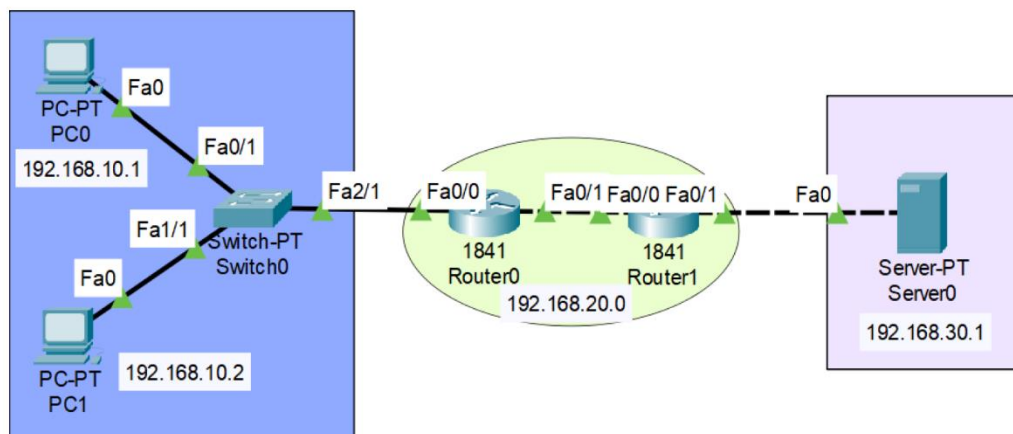 Fa0
PC-PT
PC0
192.168.10.1
Fa0/1
Fa2/1
Fa1/1
Switch-PT
Switch0
Fa0
PC-PT
PC1
192.168.10.2
Fa0/0
1841
Router0
Fa0/1
Fa0/0
Fa0/1
1841
Router1
192.168.20.0
Fa0
Server-PT
Server0
192.168.30.1